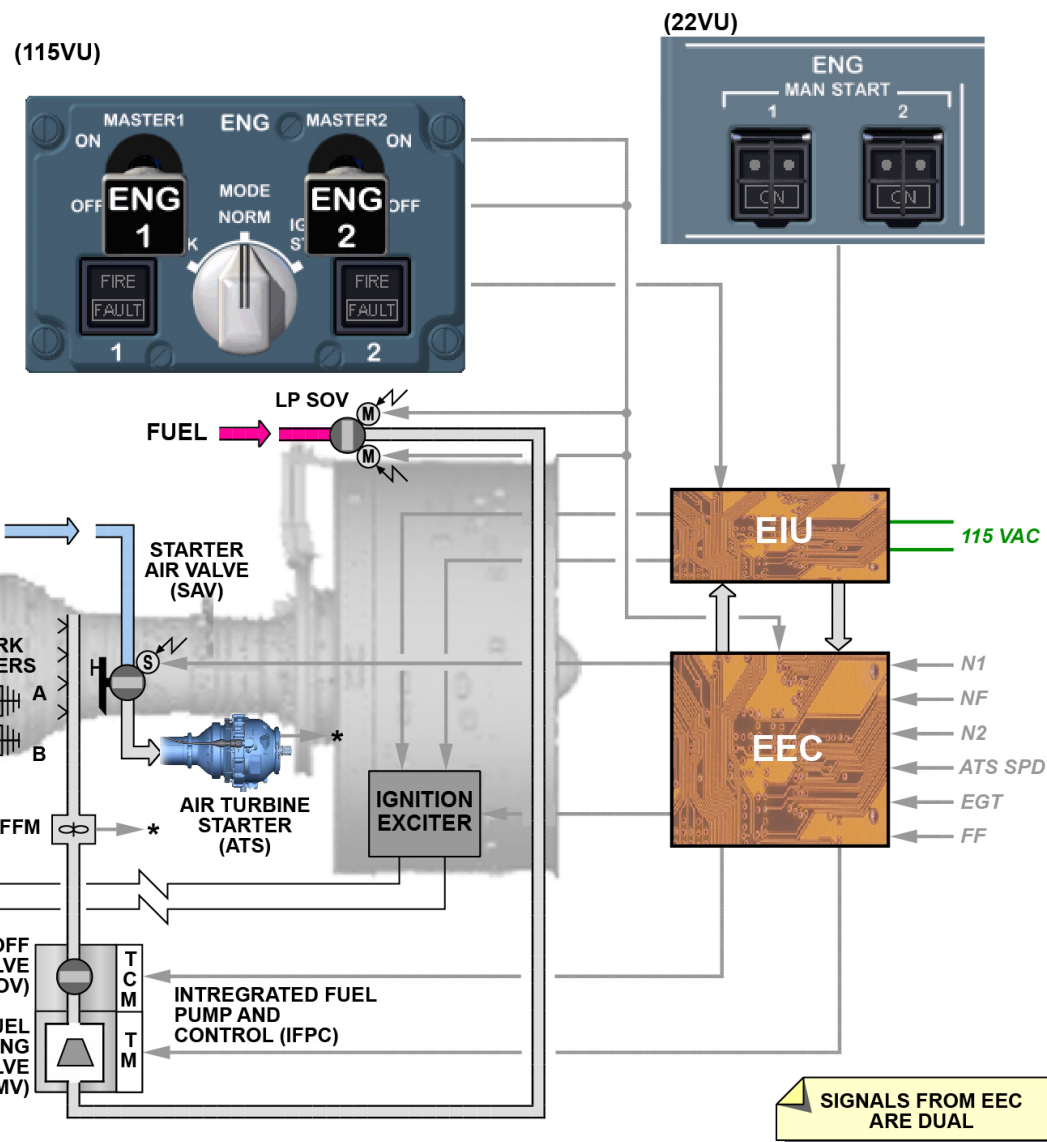 (22VU)
(115VU)
ENG
MAN START
1
2
ON
ON
MASTER1
ENG
MASTER2
ON
ON
MODE
OFF
ENG
1
NORM
ENG
2
OFF
K
FIRE
FAULT
FIRE
FAULT
1
2
LP SOV
M
FUEL
M
EIU
115 VAC
STARTER
AIR VALVE
(SAV)
S
H
A
B
N1
NF
N2
EEC
ATS SPD
EGT
FF
*
AIR TURBINE
STARTER
(ATS)
IGNITION
EXCITER
FFM
*
T
C
M
INTREGRATED FUEL
PUMP AND
CONTROL (IFPC)
T
M
SIGNALS FROM EEC
ARE DUAL